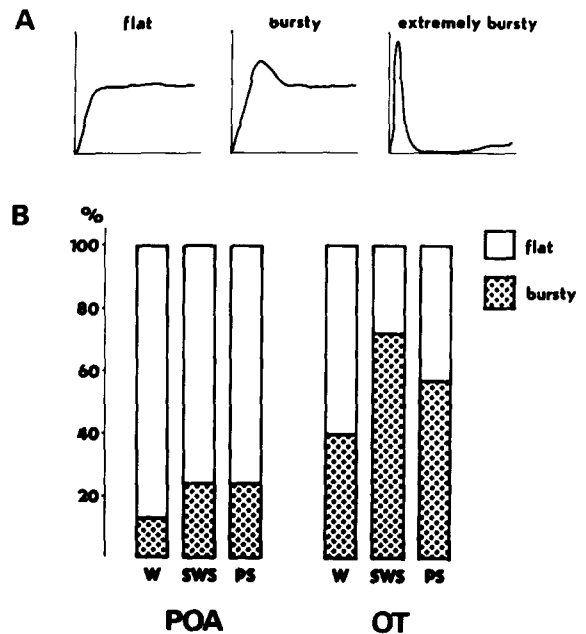 A
flat
bursty
extremely bursty
B
%
100
80
60
40
20
flat
bursty
W SWS PS W SWS PS
POA OT